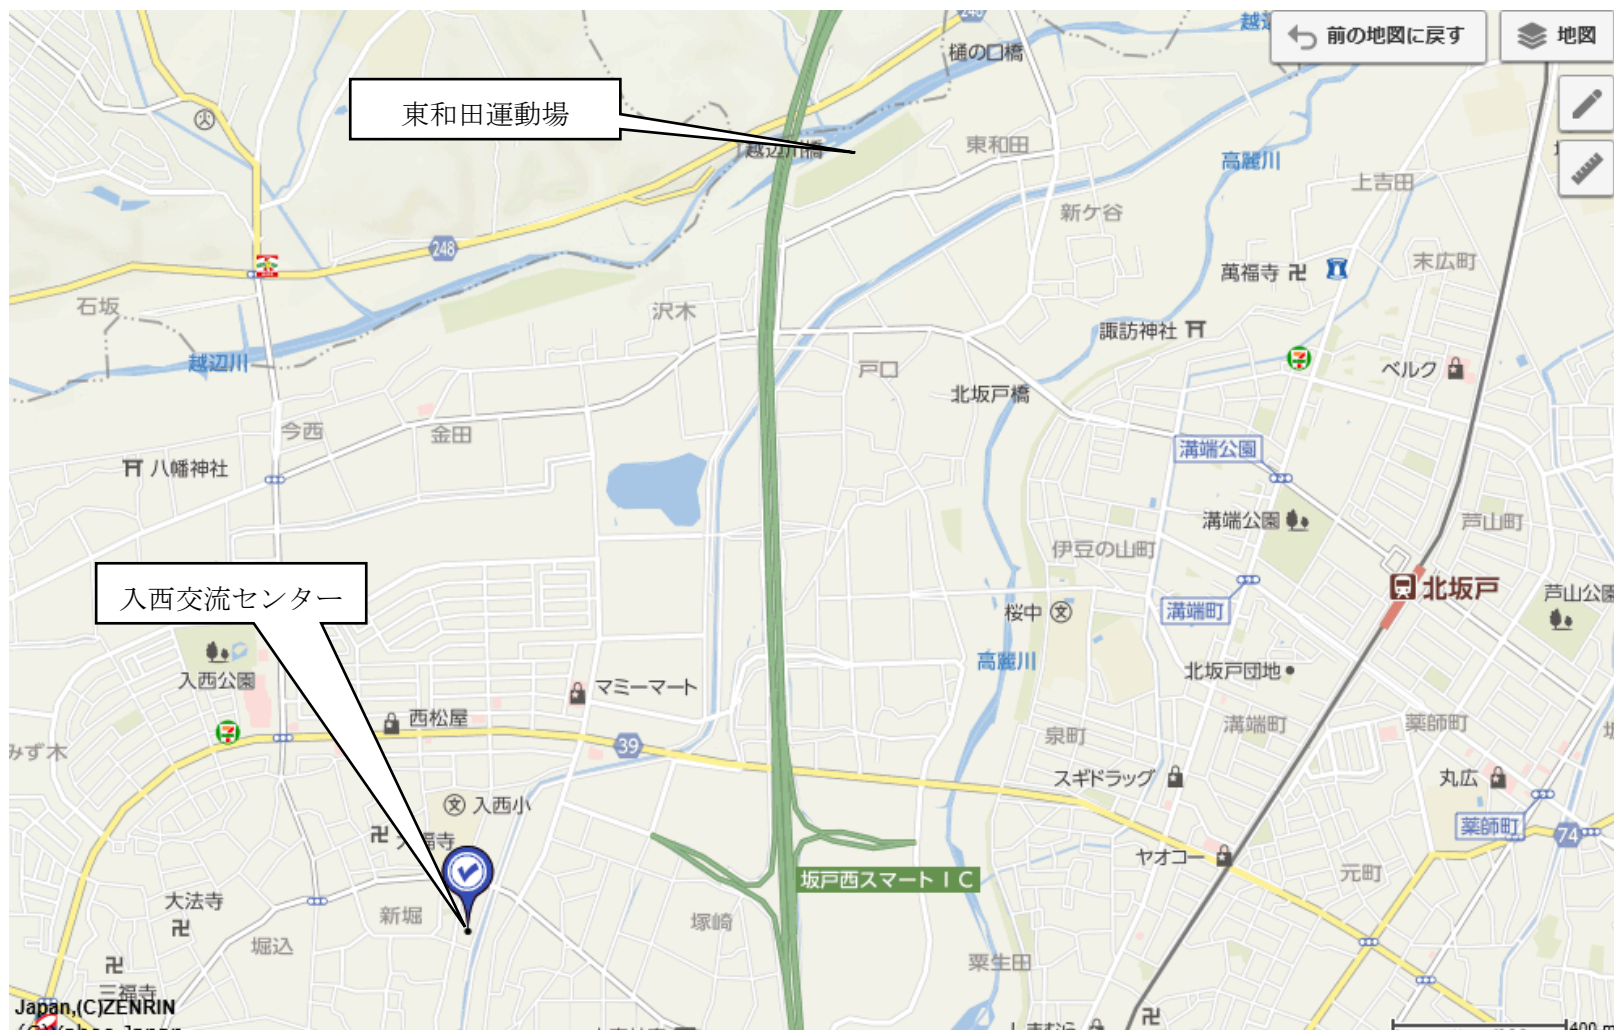 越辺
前の地図に戻す
地図
樋の口橋
東和田運動場
越辺川橋
東和田
高麗川
上吉田
新ケ谷
248
萬福寺
末広町
石坂
沢木
諏訪神社
越辺川
戸口
ベルク
北坂戸橋
今西
金田
溝端公園
八幡神社
溝端公園
芦山町
伊豆の山町
入西交流センター
北坂戸
芦山公園
桜中
文
溝端町
高麗川
北坂戸団地
入西公園
マミーマート
西松屋
溝端町
薬師町
泉町
39
みず木
スギドラッグ
丸広
文
入西小
薬師町
74
ヤオコー
元町
坂戸西スマートIC
大法寺
新堀
塚崎
堀込
粟生田
三福寺
Japan,(C)ZENRIN